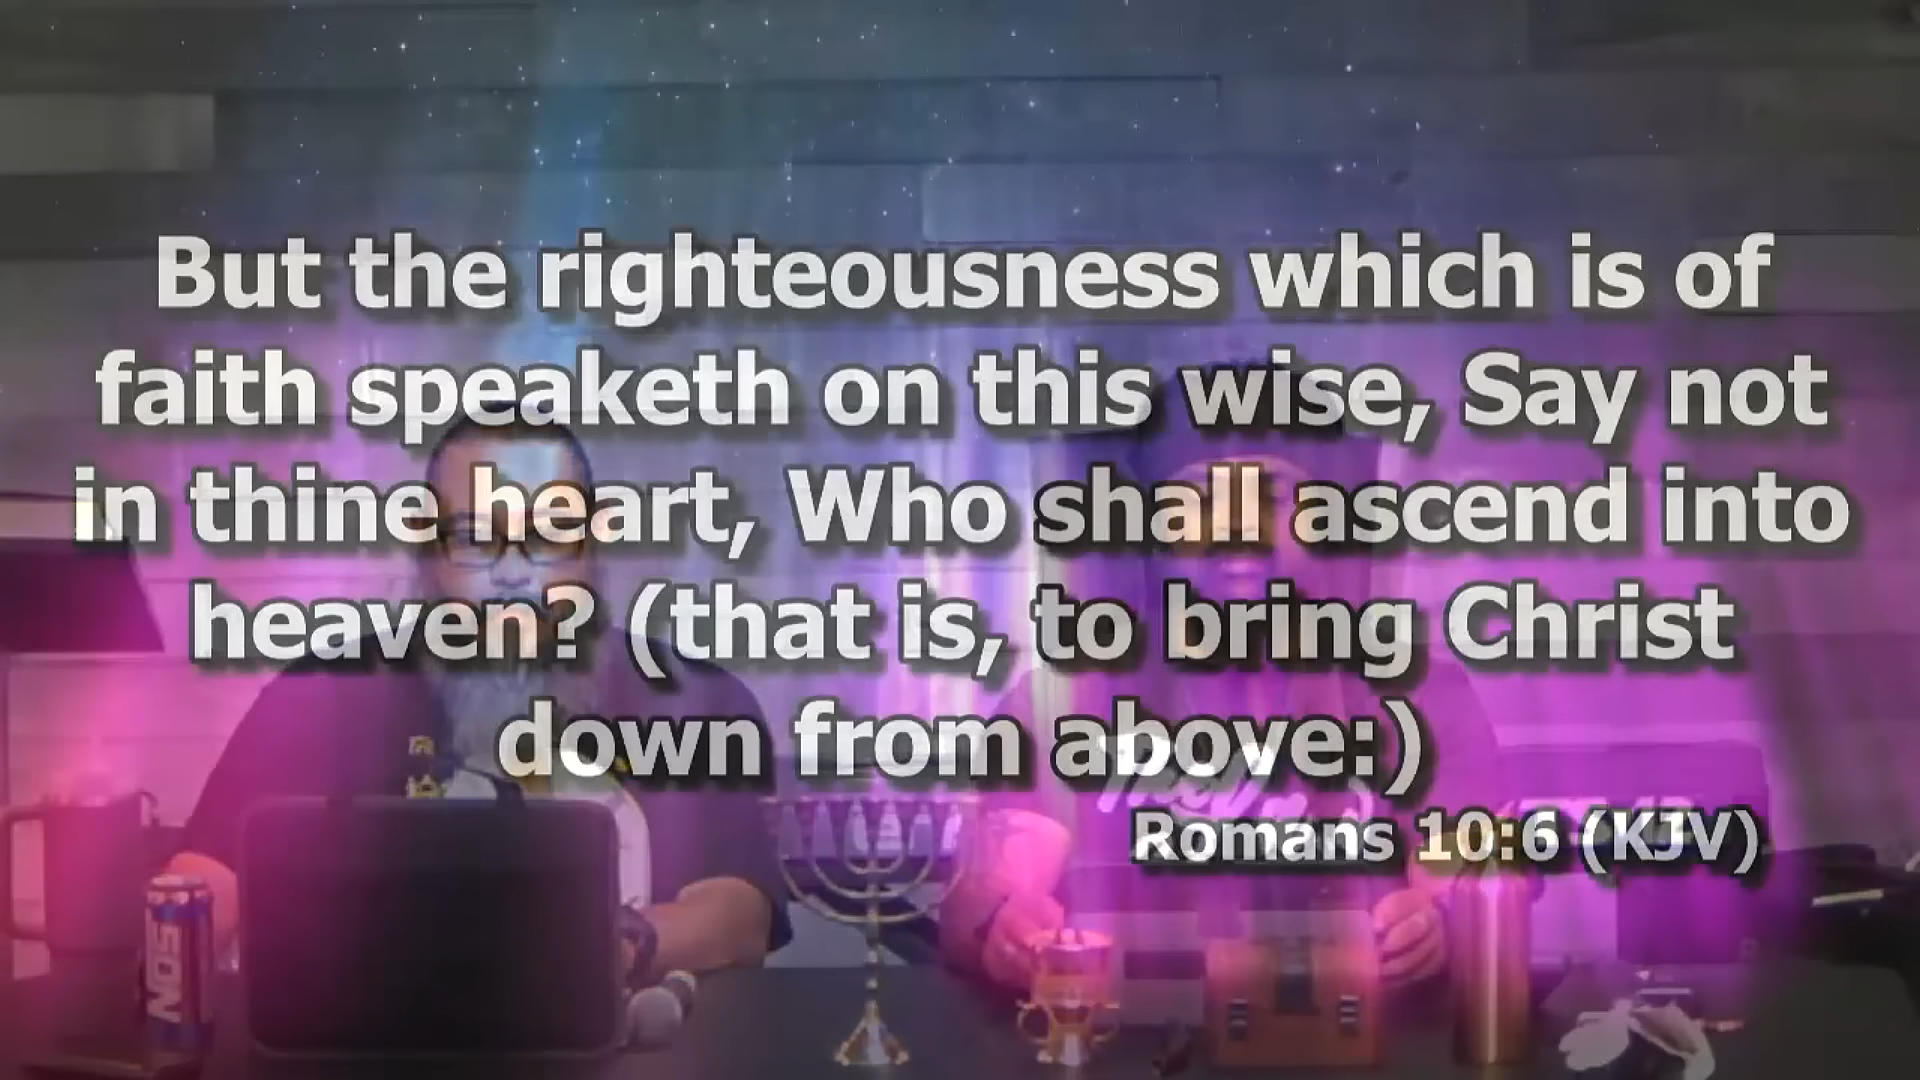 But the righteousness which is of
faith speaketh on this wise, Say not
in thine heart, Who shall ascend into
heaven? (that is, to bring Christ
down from above:)
Romans 10:6 (KJV)
NOS